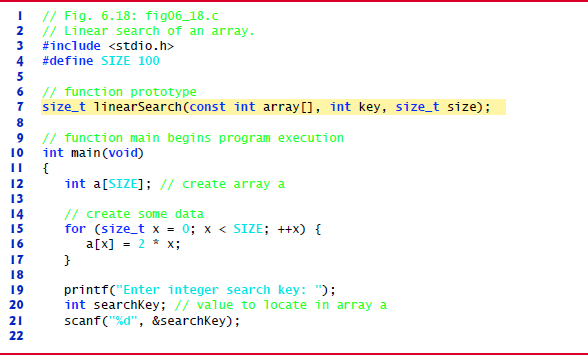 1 // Fig. 6.18: fig06_18.c
2 // Linear search of an array.
3 #include <stdio.h>
4 #define SIZE 100
5
6 // function prototype
7 size_t linearSearch(const int array[], int key, size_t size);
8
9 // function main begins program execution
10 int main(void)
11 {
12    int a[SIZE]; // create array a
13
14    // create some data
15    for (size_t x = 0; x < SIZE; ++x) {
16       a[x] = 2 * x;
17    }
18
19    printf("Enter integer search key: ");
20    int searchKey; // value to locate in array a
21    scanf("%d", &searchKey);
22